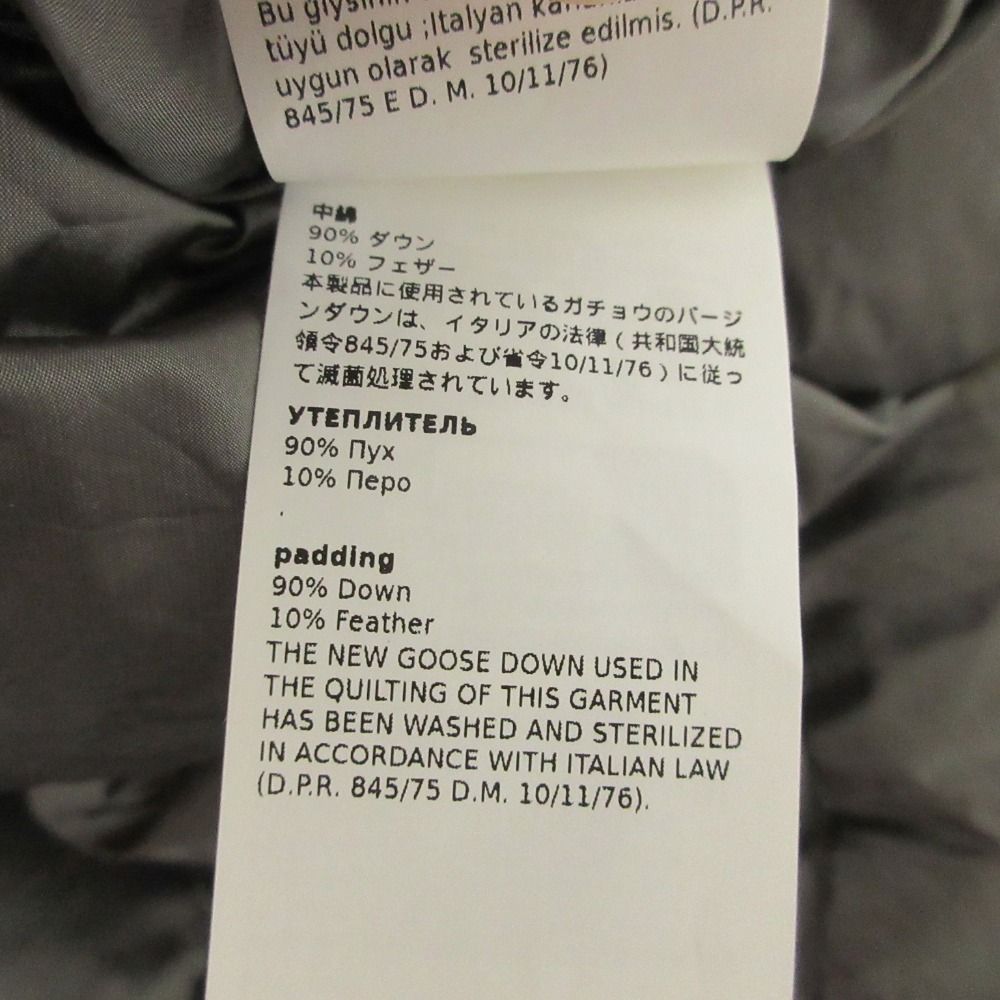 Bu giysinin
tüyü dolgu ;İtalyan
uygun olarak sterilize edilmis. (D.P.R.
845/75 E D. M. 10/11/76)
中綿
90% ダウン
10% フェザー
本製品に使用されているガチョウのバージ
ンダウンは、イタリアの法律(共和国大統
領令845/75および省令10/11/76)に従っ
て滅菌処理されています。
УТЕПЛИТЕЛЬ
90% Пух
10% Перо
.
padding
90% Down
10% Feather
THE NEW GOOSE DOWN USED IN
THE QUILTING OF THIS GARMENT
HAS BEEN WASHED AND STERILIZED
IN ACCORDANCE WITH ITALIAN LAW
(D.P.R. 845/75 D.M. 10/11/76).